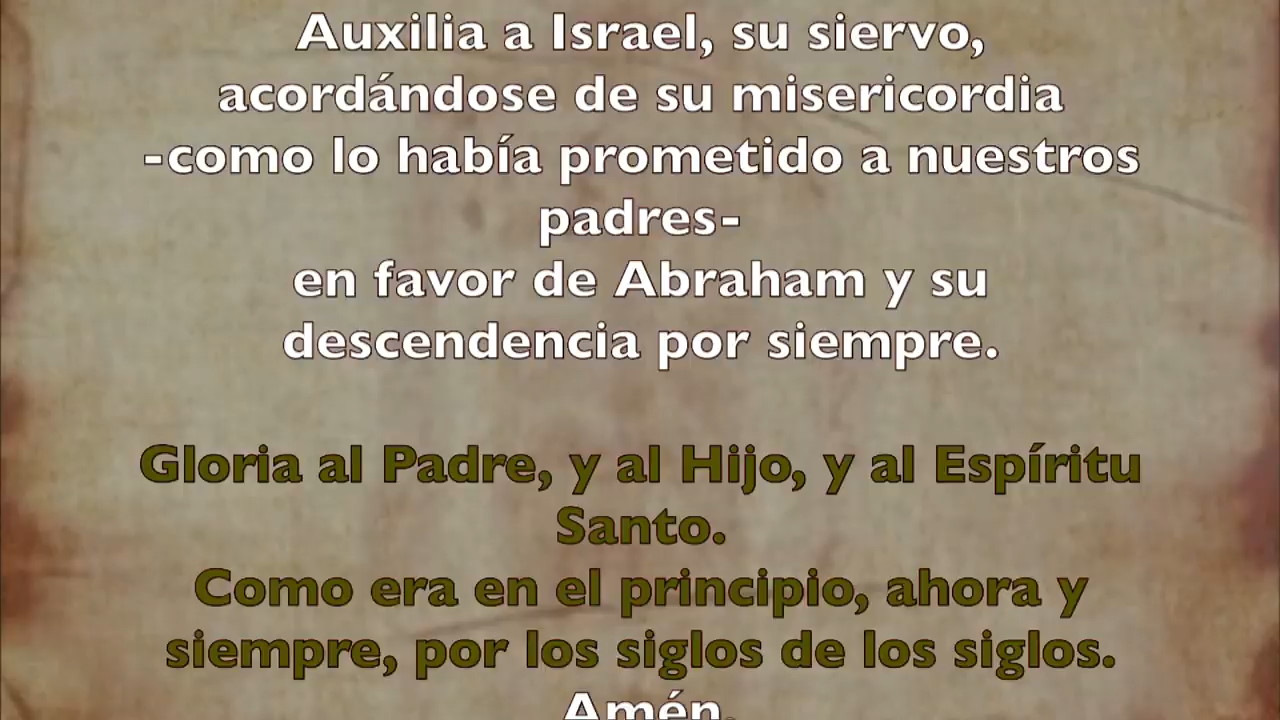 Auxilia a Israel, su siervo,
acordándose de su misericordia
-como lo había prometido a nuestros
padres-
en favor de Abraham y su
descendencia por siempre.
Gloria al Padre, y al Hijo, y al Espíritu
Santo.
Como era en el principio, ahora y
siempre, por los siglos de los siglos.
Amén.